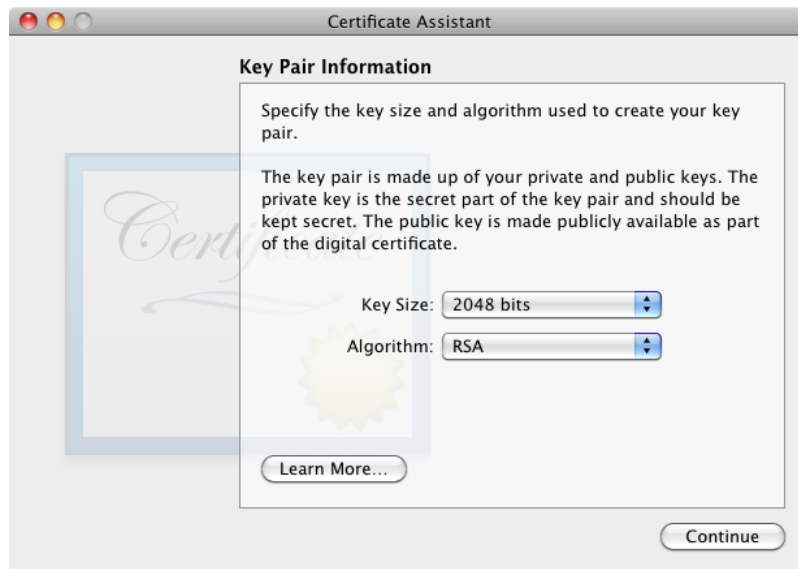 Certificate Assistant
Key Pair Information
Specify the key size and algorithm used to create your key
pair.
The key pair is made up of your private and public keys. The
private key is the secret part of the key pair and should be
kept secret. The public key is made publicly available as part
of the digital certificate.
Certificate
Key Size: 2048 bits
Algorithm: RSA
Learn More...
Continue